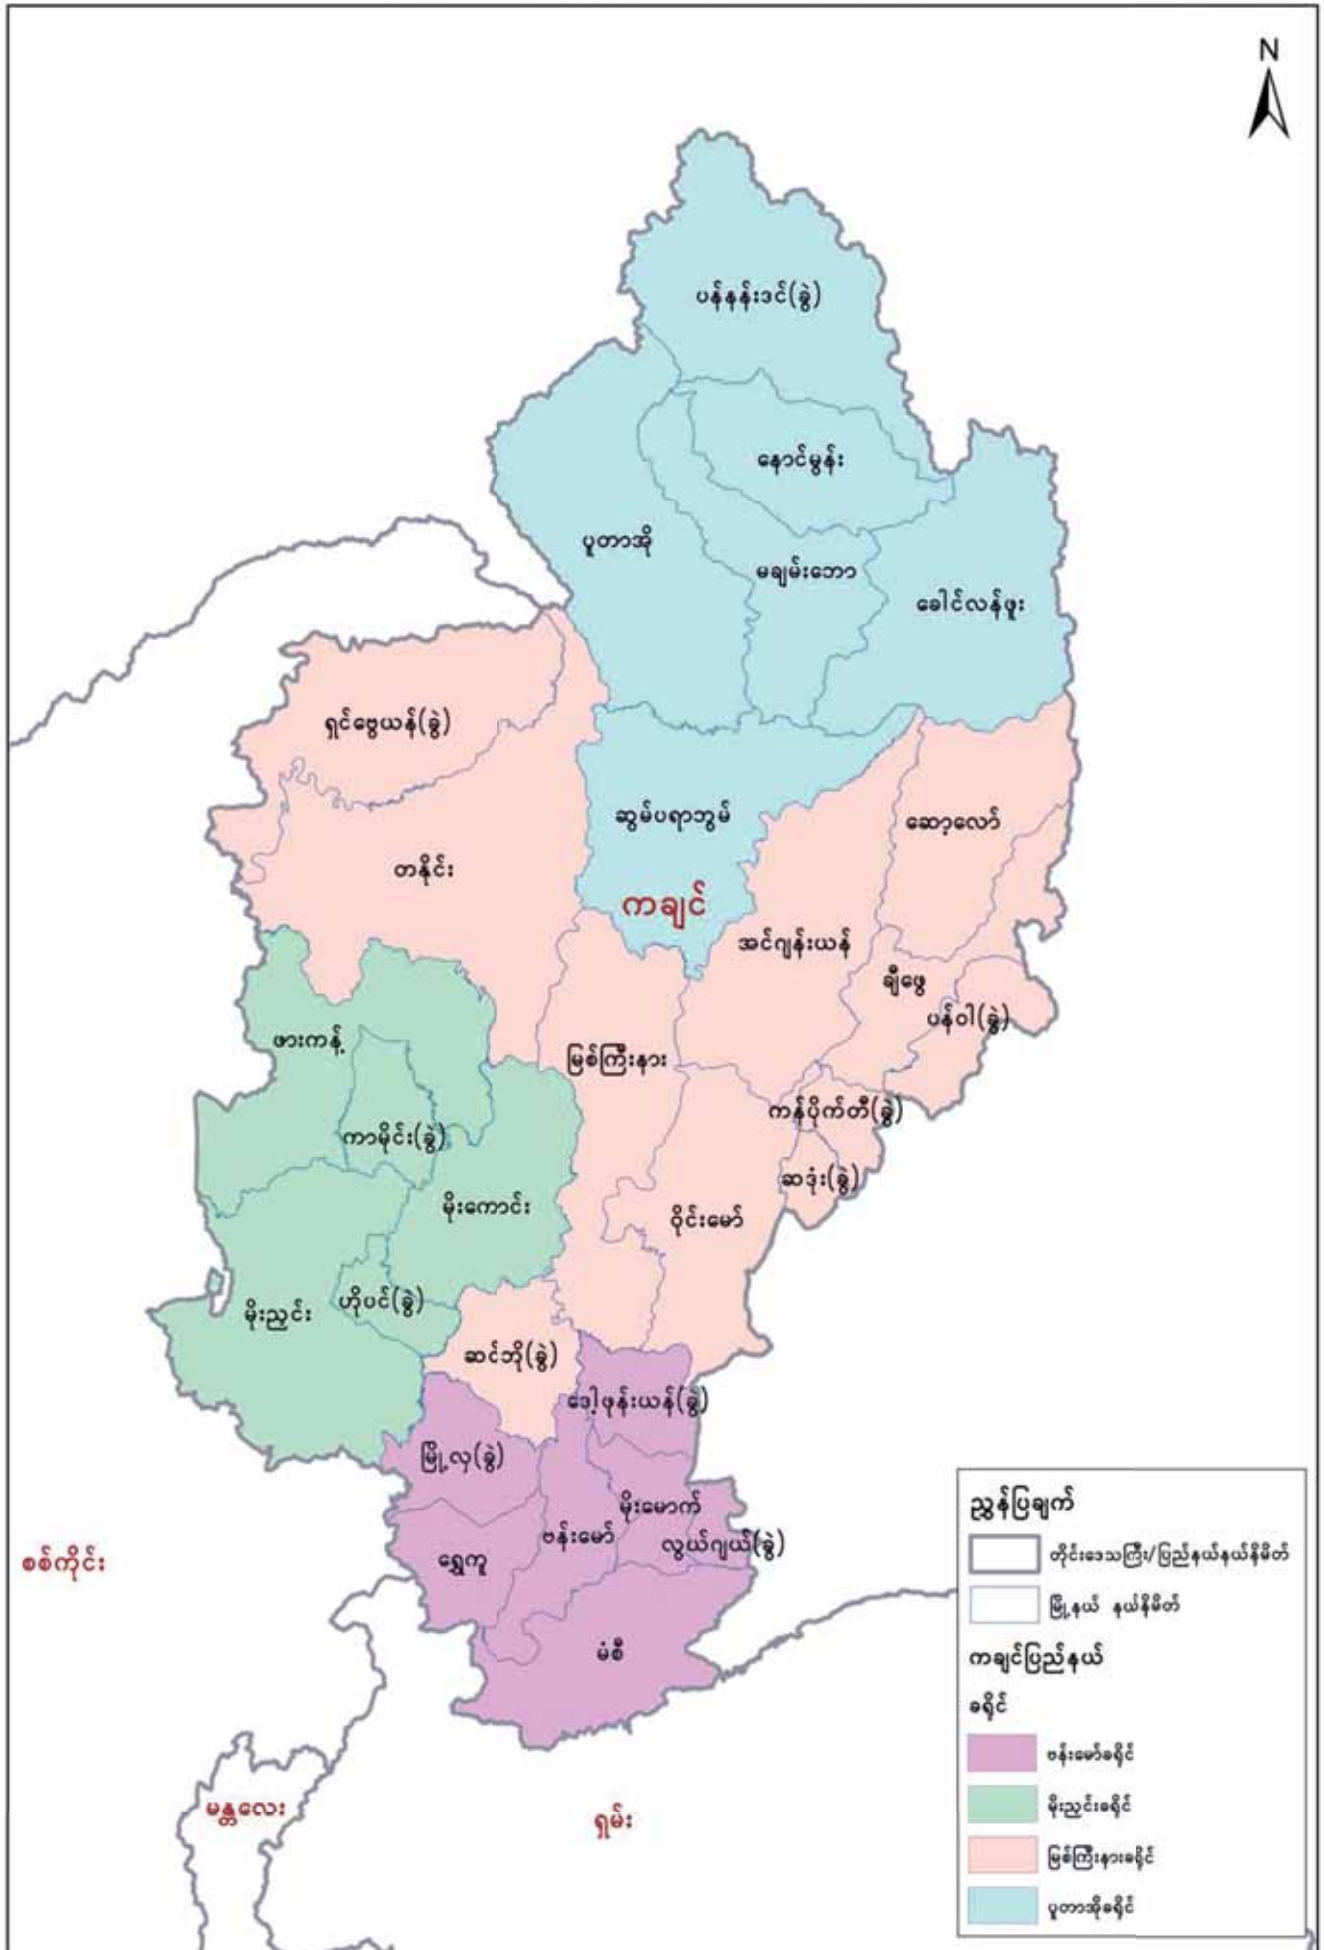 N
ပန်နန်းဒင်(ခွဲ)
နောင်မွန်း
ပူတာအို
မချမ်းဘော
ခေါင်လန်ဖူး
ရှင်ဗွေယန်(ခွဲ)
ဆွမ်ပရာဘွမ်
ဆော့လော်
တနိုင်း
ကချင်
အင်ဂျန်းယန်
ချီဖွေ
ပန်ဝါ(ခွဲ)
ဖားကန့်
မြစ်ကြီးနား
ကန်ပိုက်တီ(ခွဲ)
ကာမိုင်း(ခွဲ)
ဆဒုံး(ခွဲ)
မိုးကောင်း
ဝိုင်းမော်
ဟိုပင်(ခွဲ)
မိုးညှင်း
ဆင်ဘို(ခွဲ)
ဒေါ့ဖုန်းယန်(ခွဲ)
မြို့လှ(ခွဲ)
မိုးမောက်
ဗန်းမော်
လွယ်ဂျယ်(ခွဲ)
ရွှေကူ
စစ်ကိုင်း
မံစီ
မန္တလေး
ရှမ်း
ညွှန်ပြချက်
တိုင်းဒေသကြီး/ပြည်နယ်နယ်နိမိတ်
မြို့နယ် နယ်နိမိတ်
ကချင်ပြည်နယ်
ခရိုင်
ဗန်းမော်ခရိုင်
မိုးညှင်းခရိုင်
မြစ်ကြီးနားခရိုင်
ပူတာအိုခရိုင်